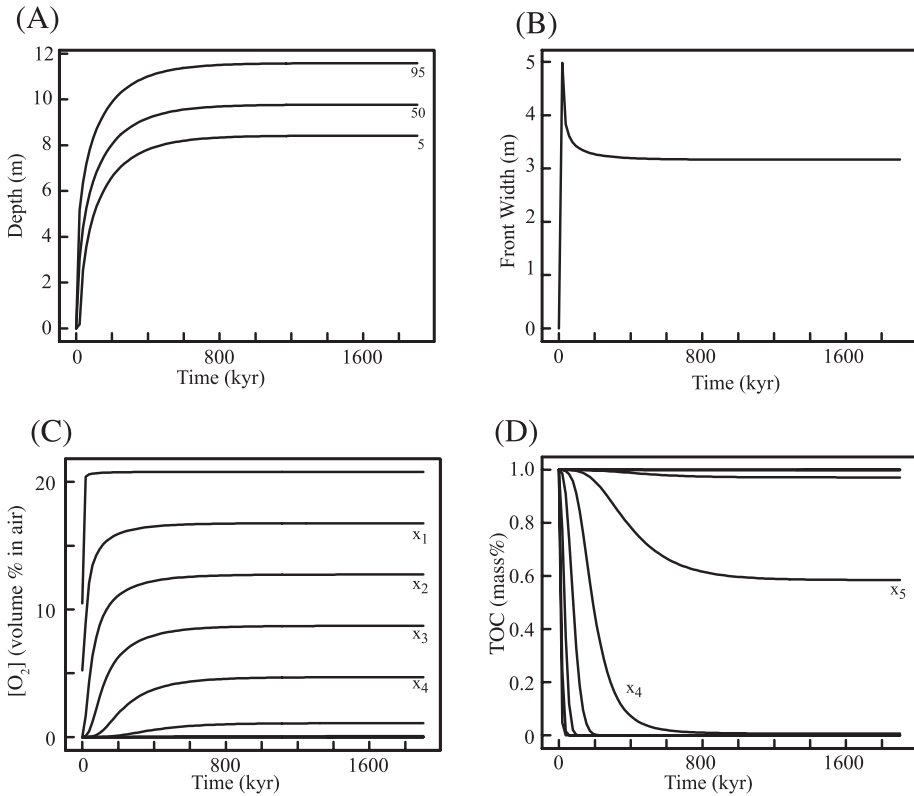 (A)
(B)
12
10
8
6
4
2
0
Depth (m)
95
50
5
0
800
1600
Time (kyr)
5
4
3
2
1
0
Front Width (m)
0
800
1600
Time (kyr)
(C)
(D)
20
10
0
[O₂] (volume % in air)
x₁
x₂
x₃
x₄
0
800
1600
Time (kyr)
1.0
0.8
0.6
0.4
0.2
0
TOC (mass%)
x₅
x₄
0
800
1600
Time (kyr)